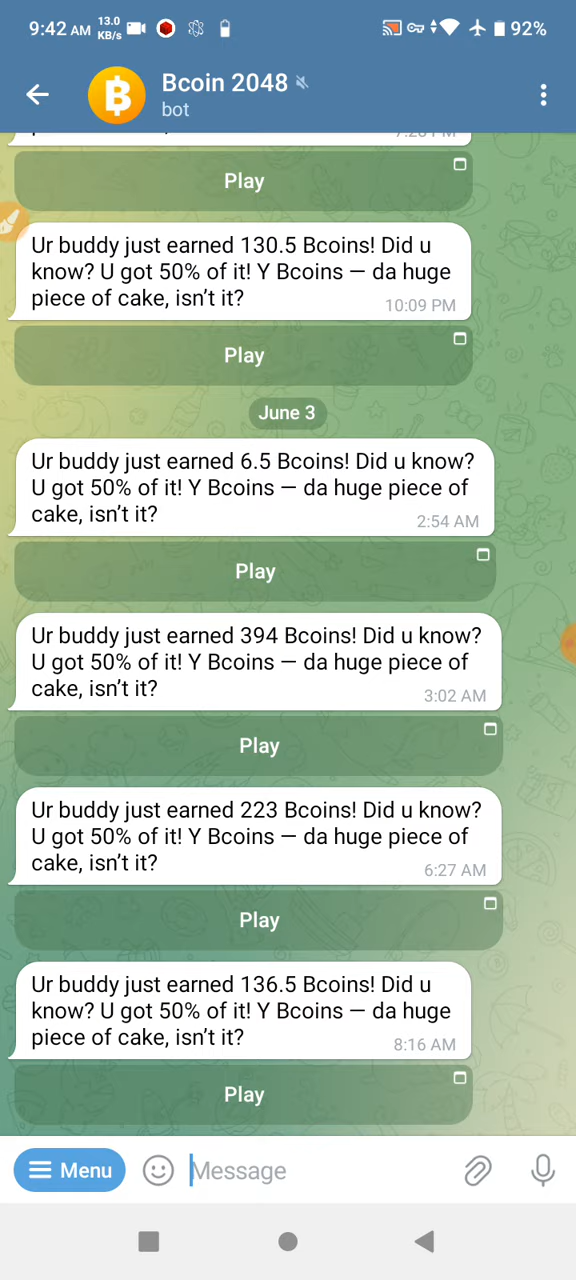 9:42 AM 13.0 KB/s 92%
Bcoin 2048
bot
Play
Ur buddy just earned 130.5 Bcoins! Did u
know? U got 50% of it! Y Bcoins — da huge
piece of cake, isn’t it? 10:09 PM
Play
June 3
Ur buddy just earned 6.5 Bcoins! Did u know?
U got 50% of it! Y Bcoins — da huge piece of
cake, isn’t it? 2:54 AM
Play
Ur buddy just earned 394 Bcoins! Did u know?
U got 50% of it! Y Bcoins — da huge piece of
cake, isn’t it? 3:02 AM
Play
Ur buddy just earned 223 Bcoins! Did u know?
U got 50% of it! Y Bcoins — da huge piece of
cake, isn’t it? 6:27 AM
Play
Ur buddy just earned 136.5 Bcoins! Did u
know? U got 50% of it! Y Bcoins — da huge
piece of cake, isn’t it? 8:16 AM
Play
Menu Message